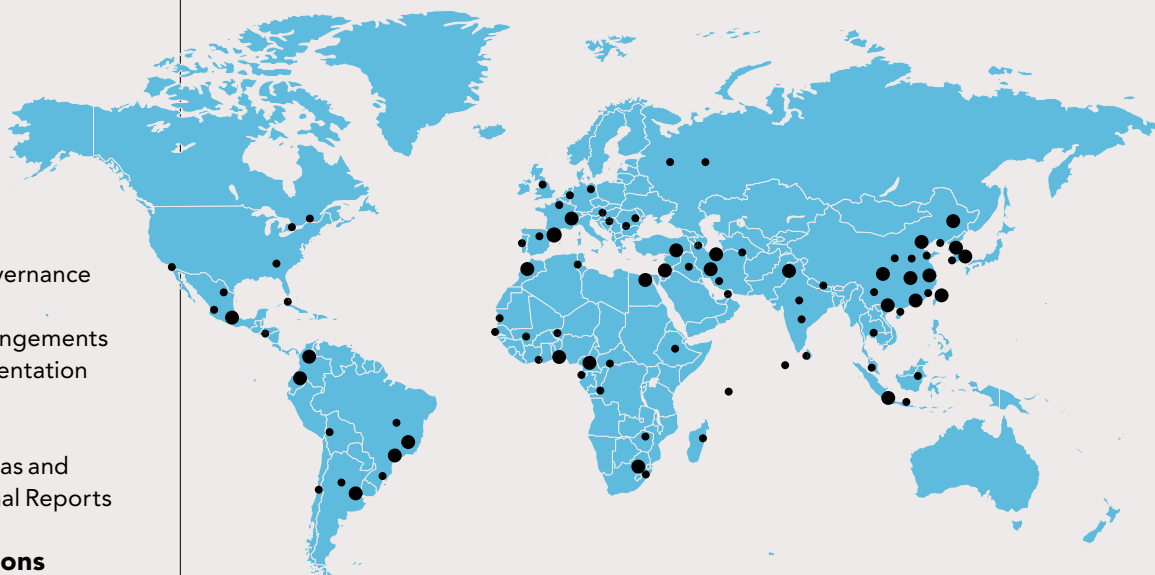 vernance
ngements
entation
as and
al Reports
ons